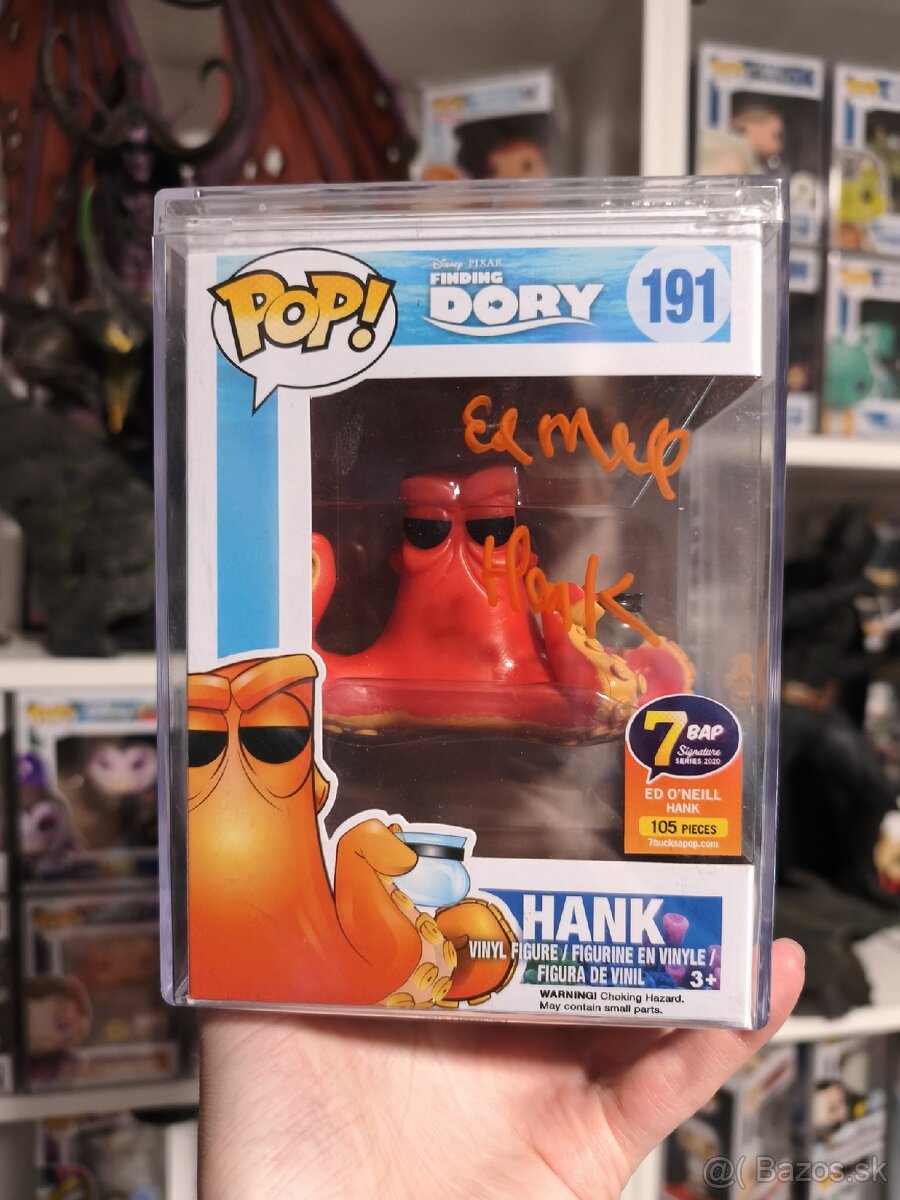 POP!
Disney PIXAR
FINDING
DORY
191
Hank
7 BAP
Signature
SERIES 2020
ED O'NEILL
HANK
105 PIECES
7bucksapop.com
HANK
VINYL FIGURE / FIGURINE EN VINYLE /
FIGURA DE VINIL
3+
WARNING! Choking Hazard.
May contain small parts.
@( Bazos.sk